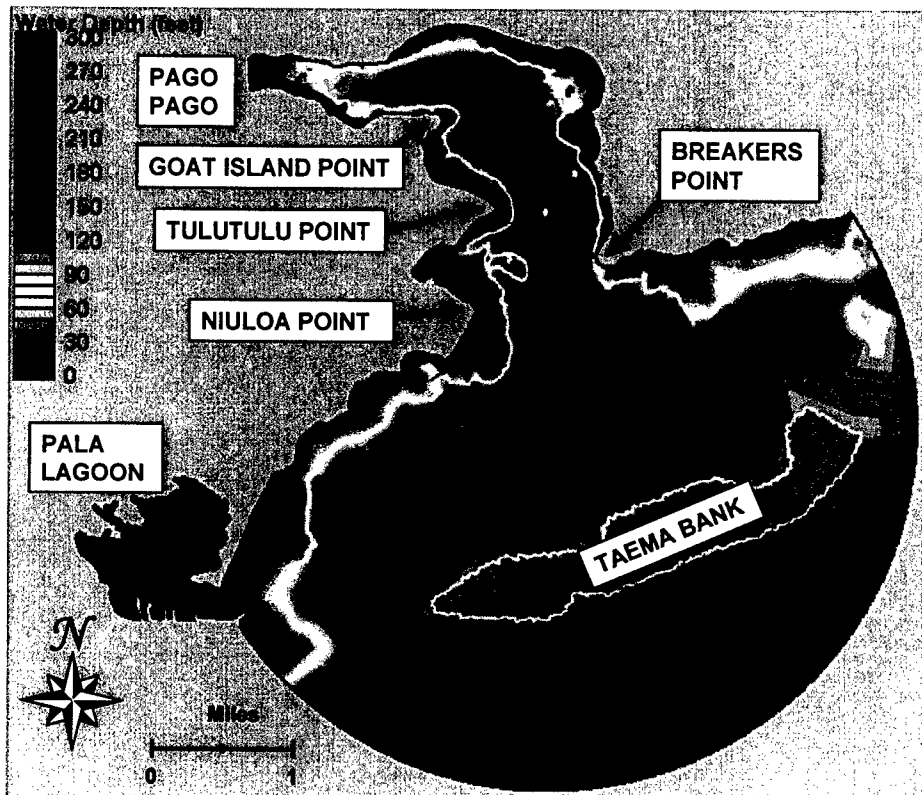 Water Depth (feet)
300
270
240
210
180
150
120
90
60
30
0
PAGO
PAGO
GOAT ISLAND POINT
BREAKERS
POINT
TULUTULU POINT
NIULOA POINT
PALA
LAGOON
TAEMA BANK
N
Miles
0 1